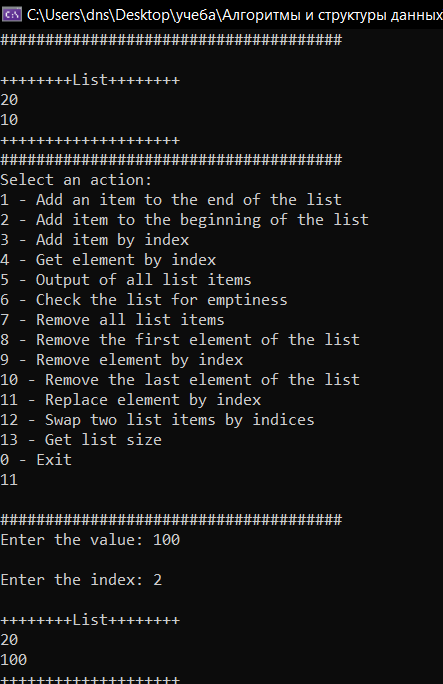 C:\Users\dns\Desktop\учеба\Алгоритмы и структуры данных
######################################
++++++++List++++++++
20
10
++++++++++++++++++++
######################################
Select an action:
1 - Add an item to the end of the list
2 - Add item to the beginning of the list
3 - Add item by index
4 - Get element by index
5 - Output of all list items
6 - Check the list for emptiness
7 - Remove all list items
8 - Remove the first element of the list
9 - Remove element by index
10 - Remove the last element of the list
11 - Replace element by index
12 - Swap two list items by indices
13 - Get list size
0 - Exit
11
######################################
Enter the value: 100
Enter the index: 2
++++++++List++++++++
20
100
++++++++++++++++++++